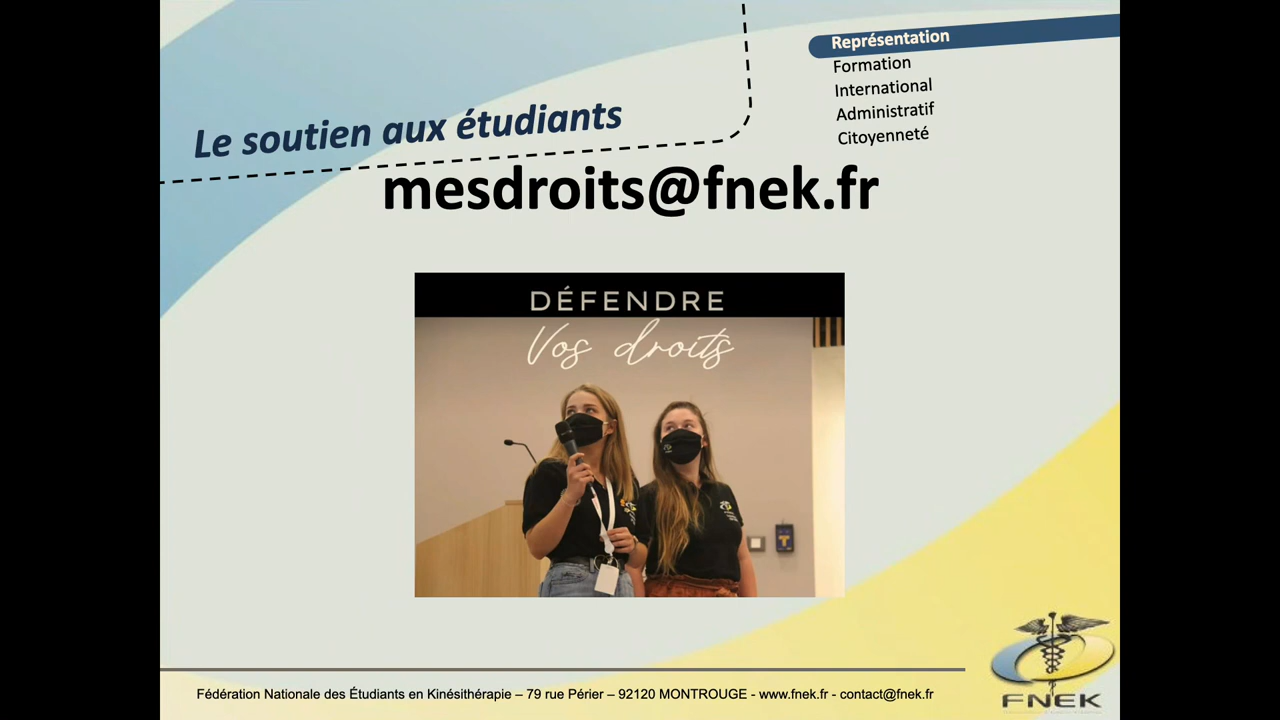 Le soutien aux étudiants
Représentation
Formation
International
Administratif
Citoyenneté
mesdroits@fnek.fr
DÉFENDRE
Vos droits
Fédération Nationale des Étudiants en Kinésithérapie – 79 rue Périer – 92120 MONTROUGE - www.fnek.fr - contact@fnek.fr
FNEK